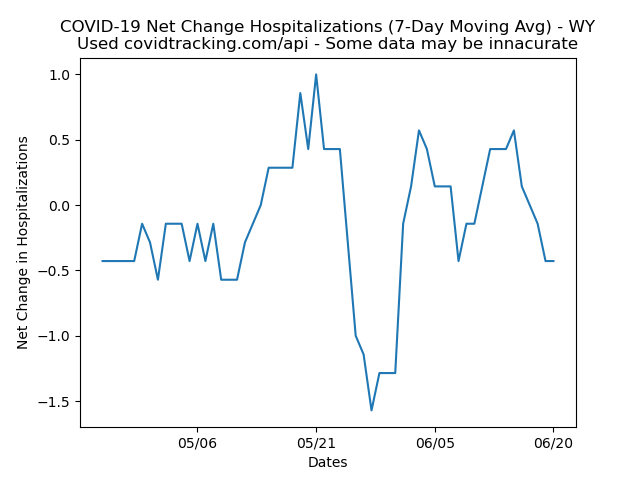 COVID-19 Net Change Hospitalizations (7-Day Moving Avg) - WY
Used covidtracking.com/api - Some data may be innacurate
1.0
0.5
0.0
−0.5
−1.0
−1.5
Net Change in Hospitalizations
05/06
05/21
06/05
06/20
Dates